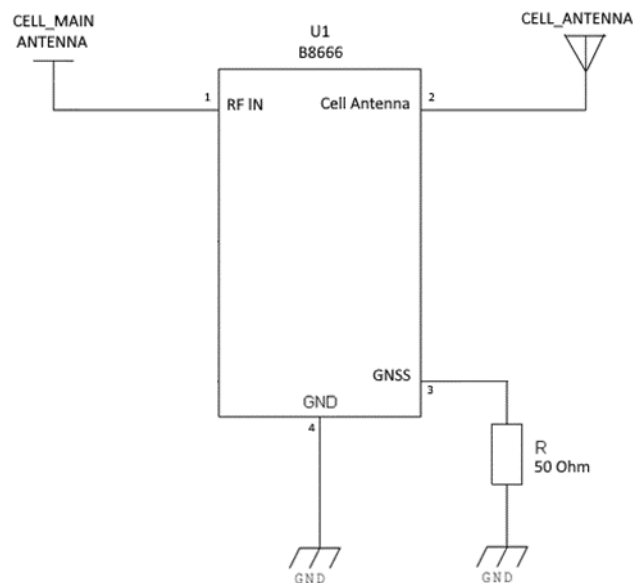 CELL_MAIN
ANTENNA
U1
B8666
CELL_ANTENNA
1
RF IN
Cell Antenna
2
GNSS
3
GND
4
R
50 Ohm
GND
GND